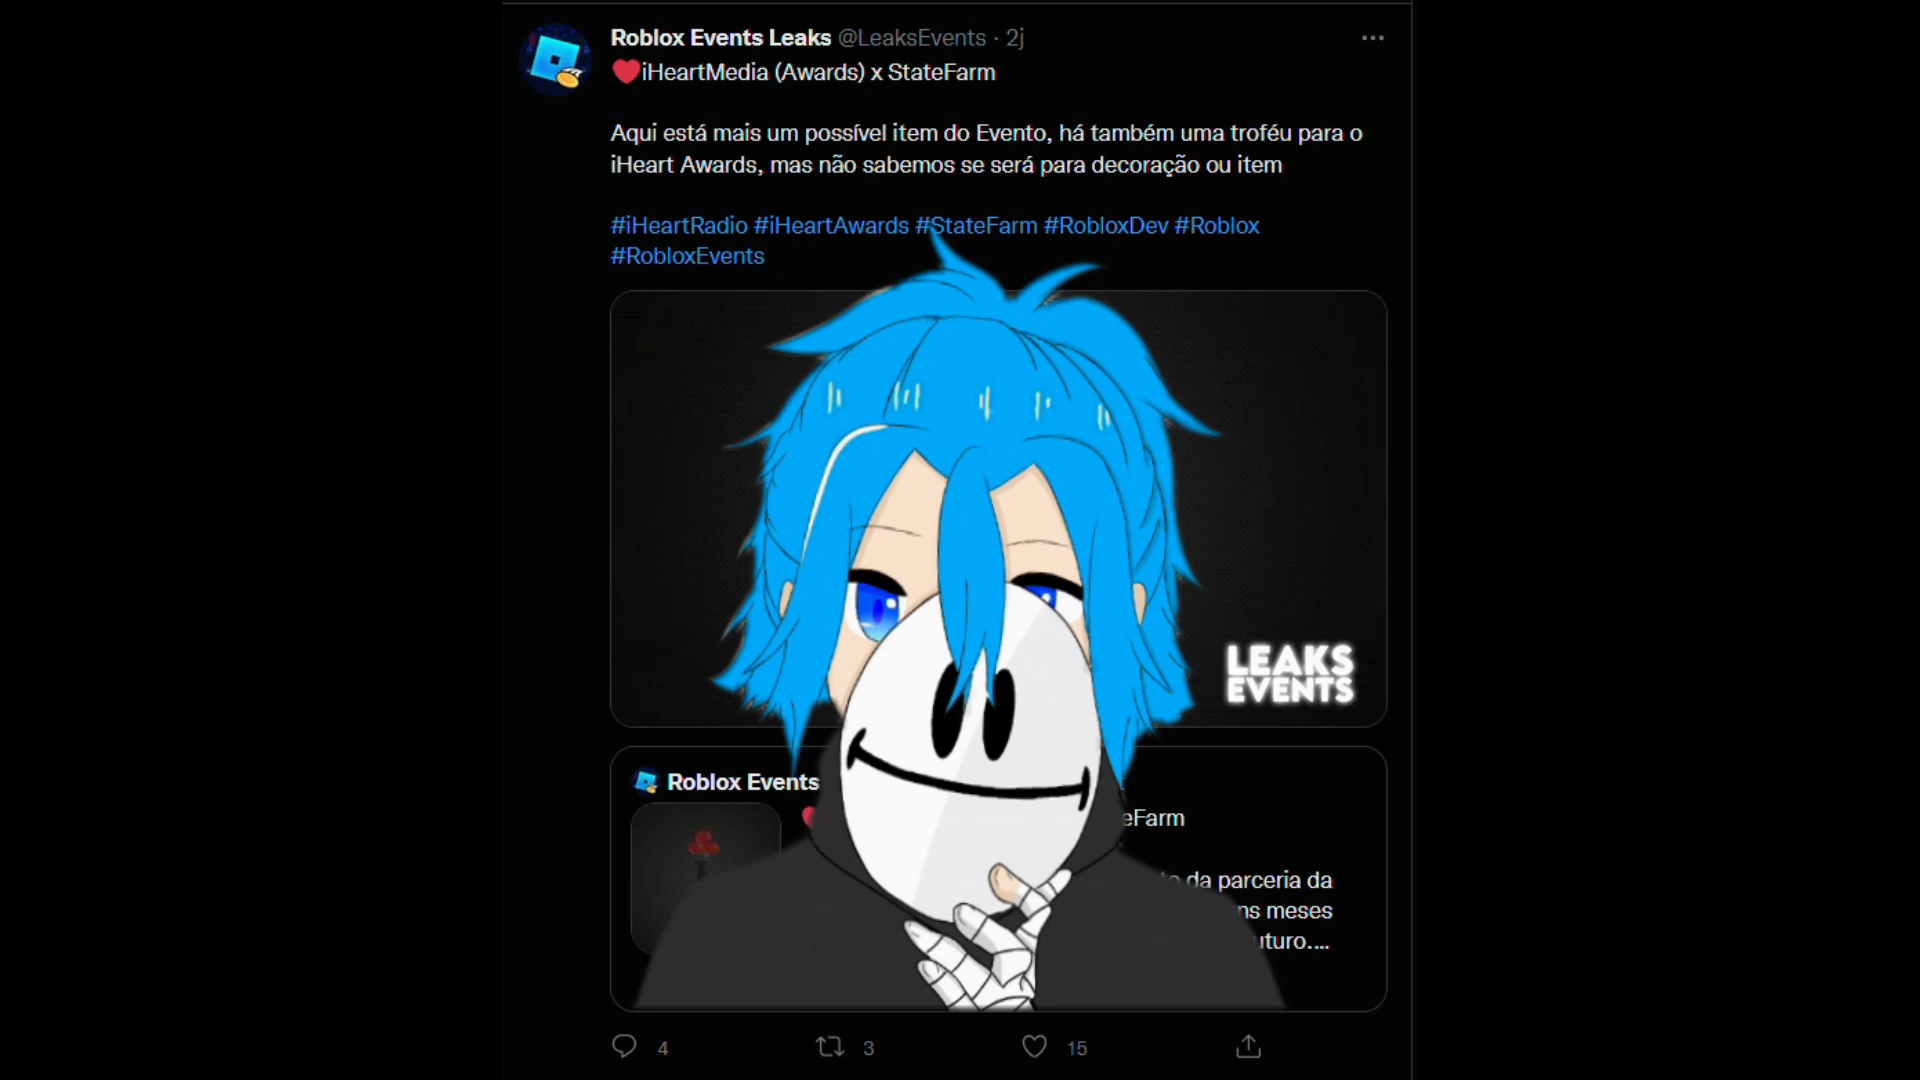 Roblox Events Leaks @LeaksEvents · 2j
❤️iHeartMedia (Awards) x StateFarm
Aqui está mais um possível item do Evento, há também uma troféu para o
iHeart Awards, mas não sabemos se será para decoração ou item
#iHeartRadio #iHeartAwards #StateFarm #RobloxDev #Roblox
#RobloxEvents
LEAKS
EVENTS
Roblox Events
eFarm
da parceria da
ns meses
uturo....
4 3 15